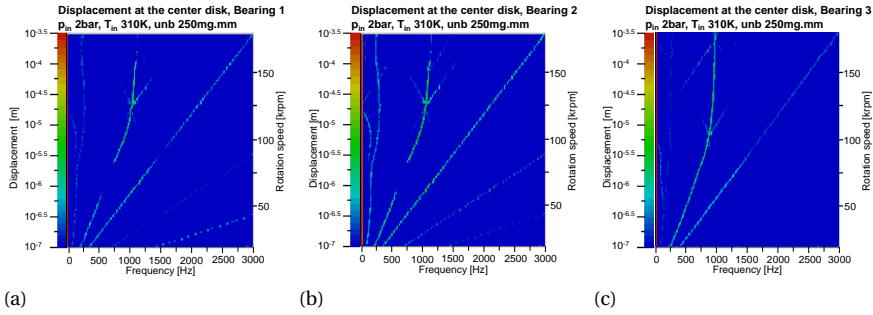 Displacement at the center disk, Bearing 1
p_in 2bar, T_in 310K, unb 250mg.mm
10^-3.5
10^-4
10^-4.5
10^-5
10^-5.5
10^-6
10^-6.5
10^-7
Displacement [m]
150
100
50
Rotation speed [krpm]
0 500 1000 1500 2000 2500 3000
Frequency [Hz]
(a)
Displacement at the center disk, Bearing 2
p_in 2bar, T_in 310K, unb 250mg.mm
10^-3.5
10^-4
10^-4.5
10^-5
10^-5.5
10^-6
10^-6.5
10^-7
Displacement [m]
150
100
50
Rotation speed [krpm]
0 500 1000 1500 2000 2500 3000
Frequency [Hz]
(b)
Displacement at the center disk, Bearing 3
p_in 2bar, T_in 310K, unb 250mg.mm
10^-3.5
10^-4
10^-4.5
10^-5
10^-5.5
10^-6
10^-6.5
10^-7
Displacement [m]
150
100
50
Rotation speed [krpm]
0 500 1000 1500 2000 2500 3000
Frequency [Hz]
(c)